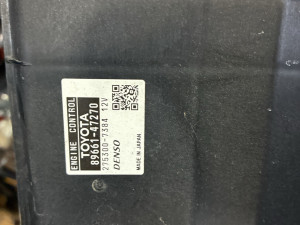 ENGINE CONTROL
TOYOTA
89661-47270
275300-7384 12V
DENSO
MADE IN JAPAN